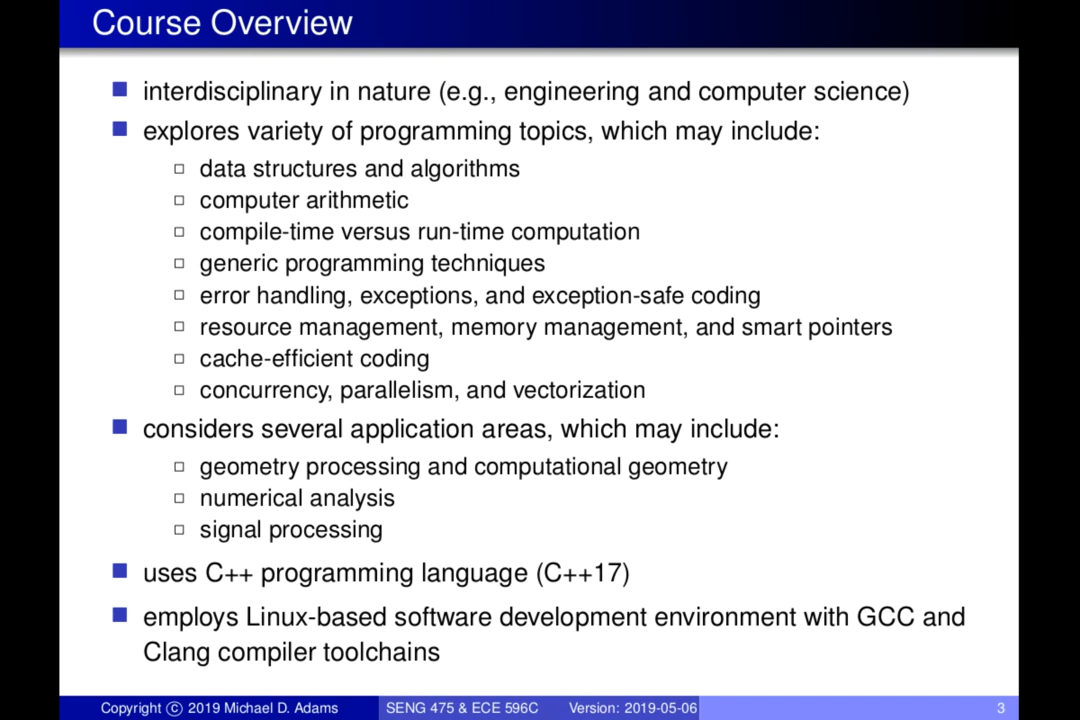 Course Overview
interdisciplinary in nature (e.g., engineering and computer science)
explores variety of programming topics, which may include:
data structures and algorithms
computer arithmetic
compile-time versus run-time computation
generic programming techniques
error handling, exceptions, and exception-safe coding
resource management, memory management, and smart pointers
cache-efficient coding
concurrency, parallelism, and vectorization
considers several application areas, which may include:
geometry processing and computational geometry
numerical analysis
signal processing
uses C++ programming language (C++17)
employs Linux-based software development environment with GCC and
Clang compiler toolchains
Copyright © 2019 Michael D. Adams SENG 475 & ECE 596C Version: 2019-05-06 3